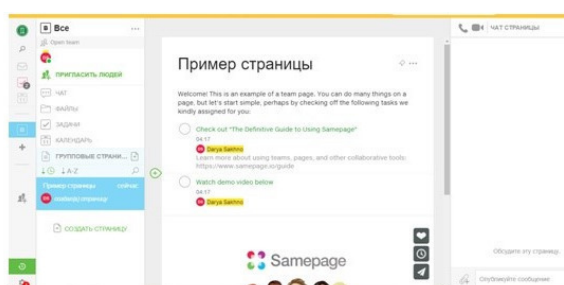 Все
Open team
ПРИГЛАСИТЬ ЛЮДЕЙ
ЧАТ
ФАЙЛЫ
ЗАДАЧИ
КАЛЕНДАРЬ
ГРУППОВЫЕ СТРАНИ...
A-Z
Пример страницы
сейчас
создал(а) страницу
СОЗДАТЬ СТРАНИЦУ
Пример страницы
Welcome! This is an example of a team page. You can do many things on a
page, but let's start simple, perhaps by checking off the following tasks we
kindly assigned for you:
Check out "The Definitive Guide to Using Samepage"
04:17
Darya Sakhno
Learn more about using teams, pages, and other collaborative tools:
https://www.samepage.io/guide
Watch demo video below
04:17
Darya Sakhno
Samepage
ЧАТ СТРАНИЦЫ
Обсудите эту страницу.
Опубликуйте сообщение